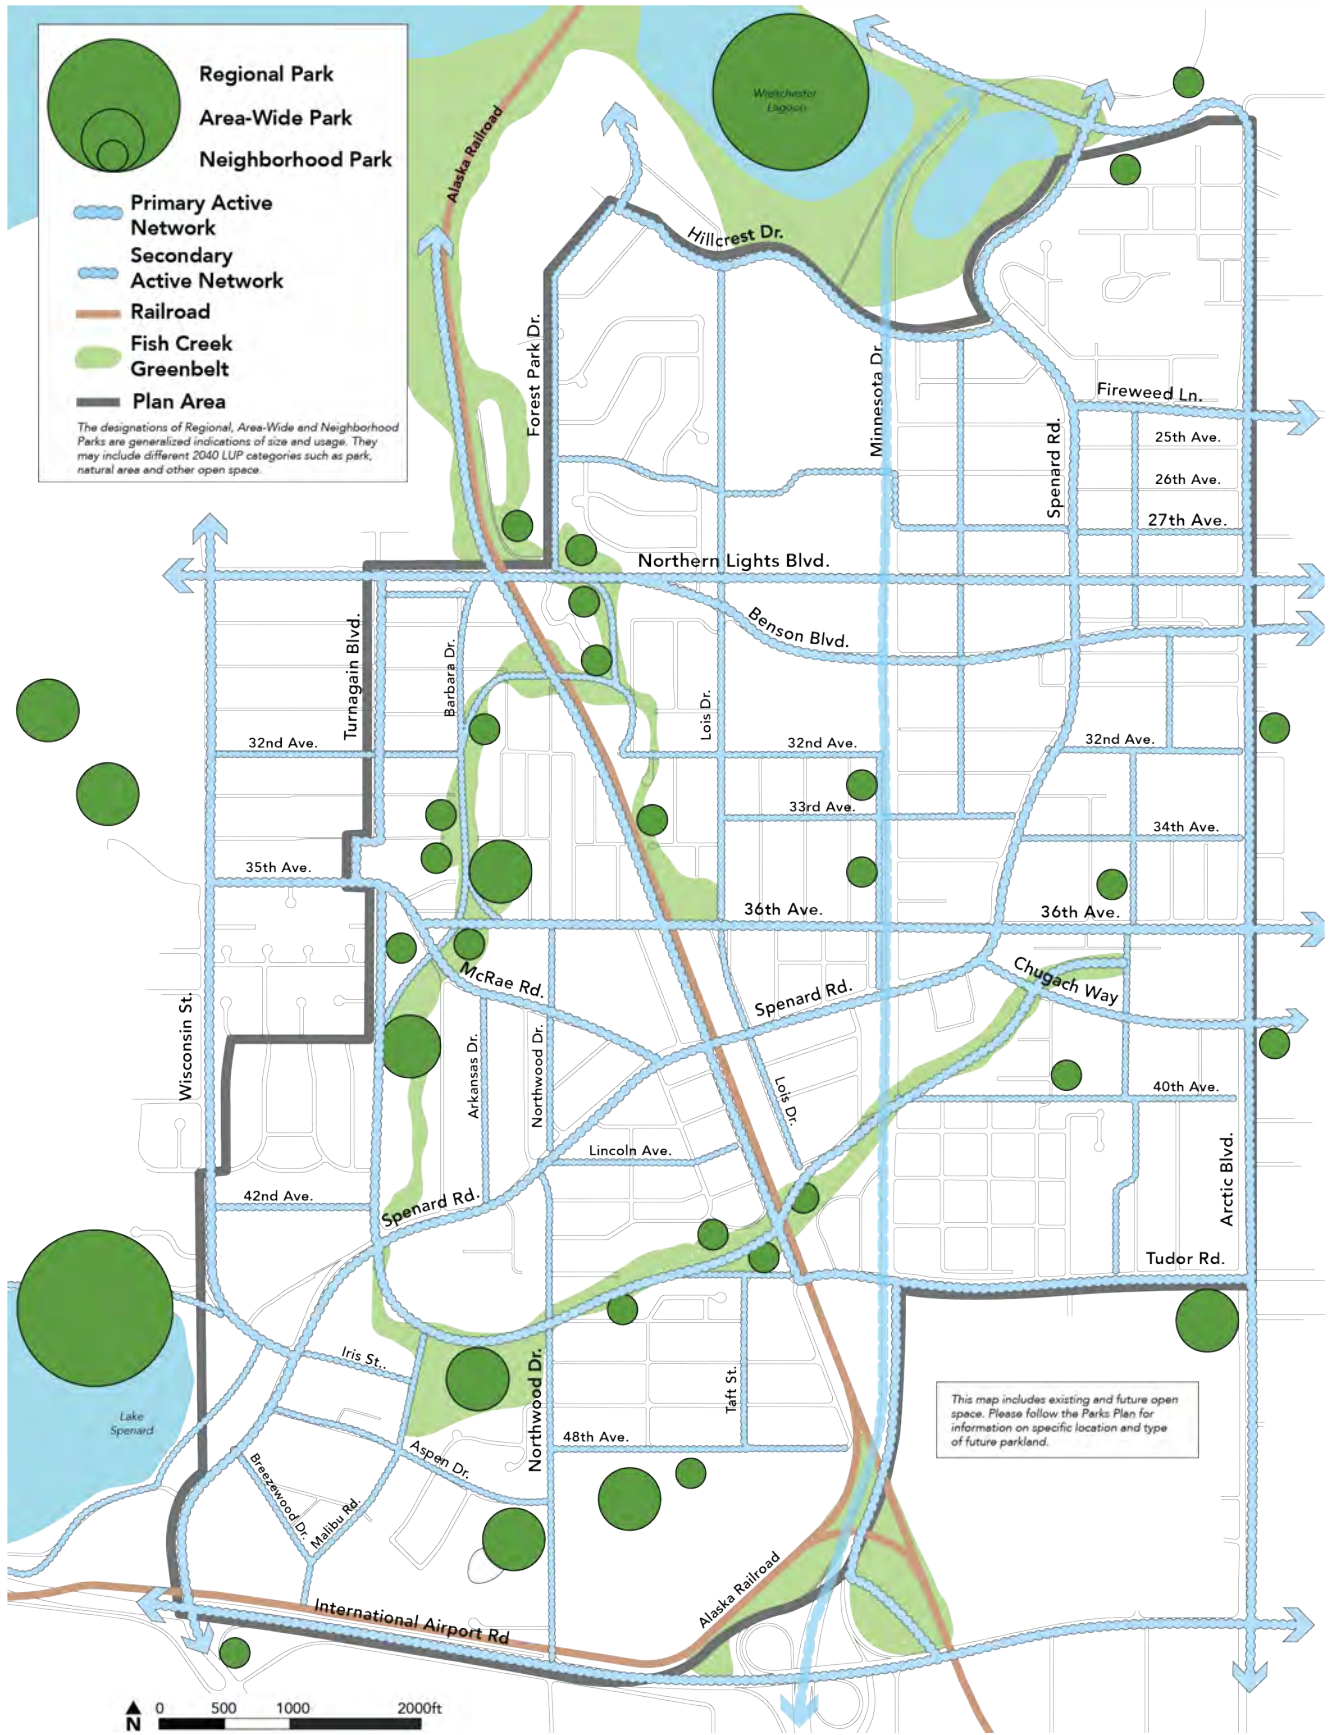 Regional Park
Area-Wide Park
Neighborhood Park
Primary Active
Network
Secondary
Active Network
Railroad
Fish Creek
Greenbelt
Plan Area
The designations of Regional, Area-Wide and Neighborhood
Parks are generalized indications of size and usage. They
may include different 2040 LUP categories such as park,
natural area and other open space.
Alaska Railroad
Westchester
Lagoon
Hillcrest Dr.
Forest Park Dr.
Minnesota Dr.
Spenard Rd.
Fireweed Ln.
25th Ave.
26th Ave.
27th Ave.
Northern Lights Blvd.
Benson Blvd.
Turnagain Blvd.
Barbara Dr.
Lois Dr.
32nd Ave.
32nd Ave.
32nd Ave.
33rd Ave.
34th Ave.
35th Ave.
36th Ave.
36th Ave.
McRae Rd.
Spenard Rd.
Chugach Way
Wisconsin St.
Arkansas Dr.
Northwood Dr.
Lois Dr.
40th Ave.
Lincoln Ave.
42nd Ave.
Spenard Rd.
Arctic Blvd.
Tudor Rd.
Iris St..
Taft St.
Northwood Dr.
This map includes existing and future open
space. Please follow the Parks Plan for
information on specific location and type
of future parkland.
Lake
Spenard
48th Ave.
Aspen Dr.
Breezewood Dr.
Malibu Rd.
Alaska Railroad
International Airport Rd
N
0 500 1000 2000ft